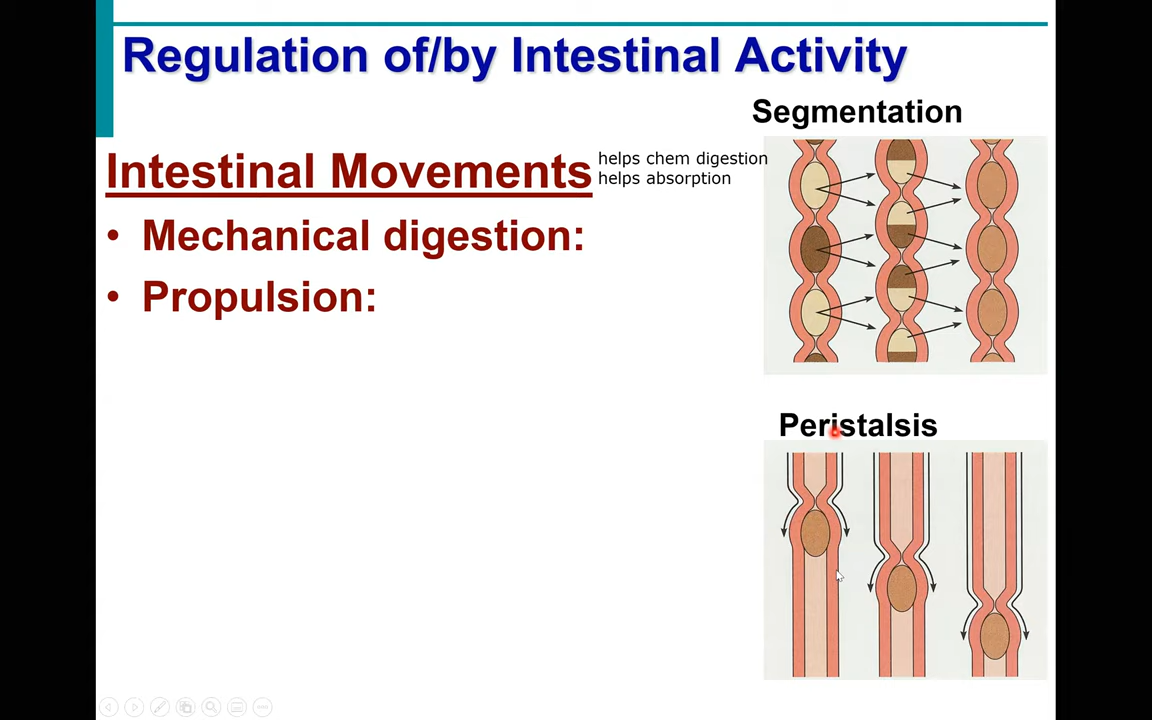 Regulation of/by Intestinal Activity
Segmentation
Intestinal Movements
helps chem digestion
helps absorption
• Mechanical digestion:
• Propulsion:
Peristalsis